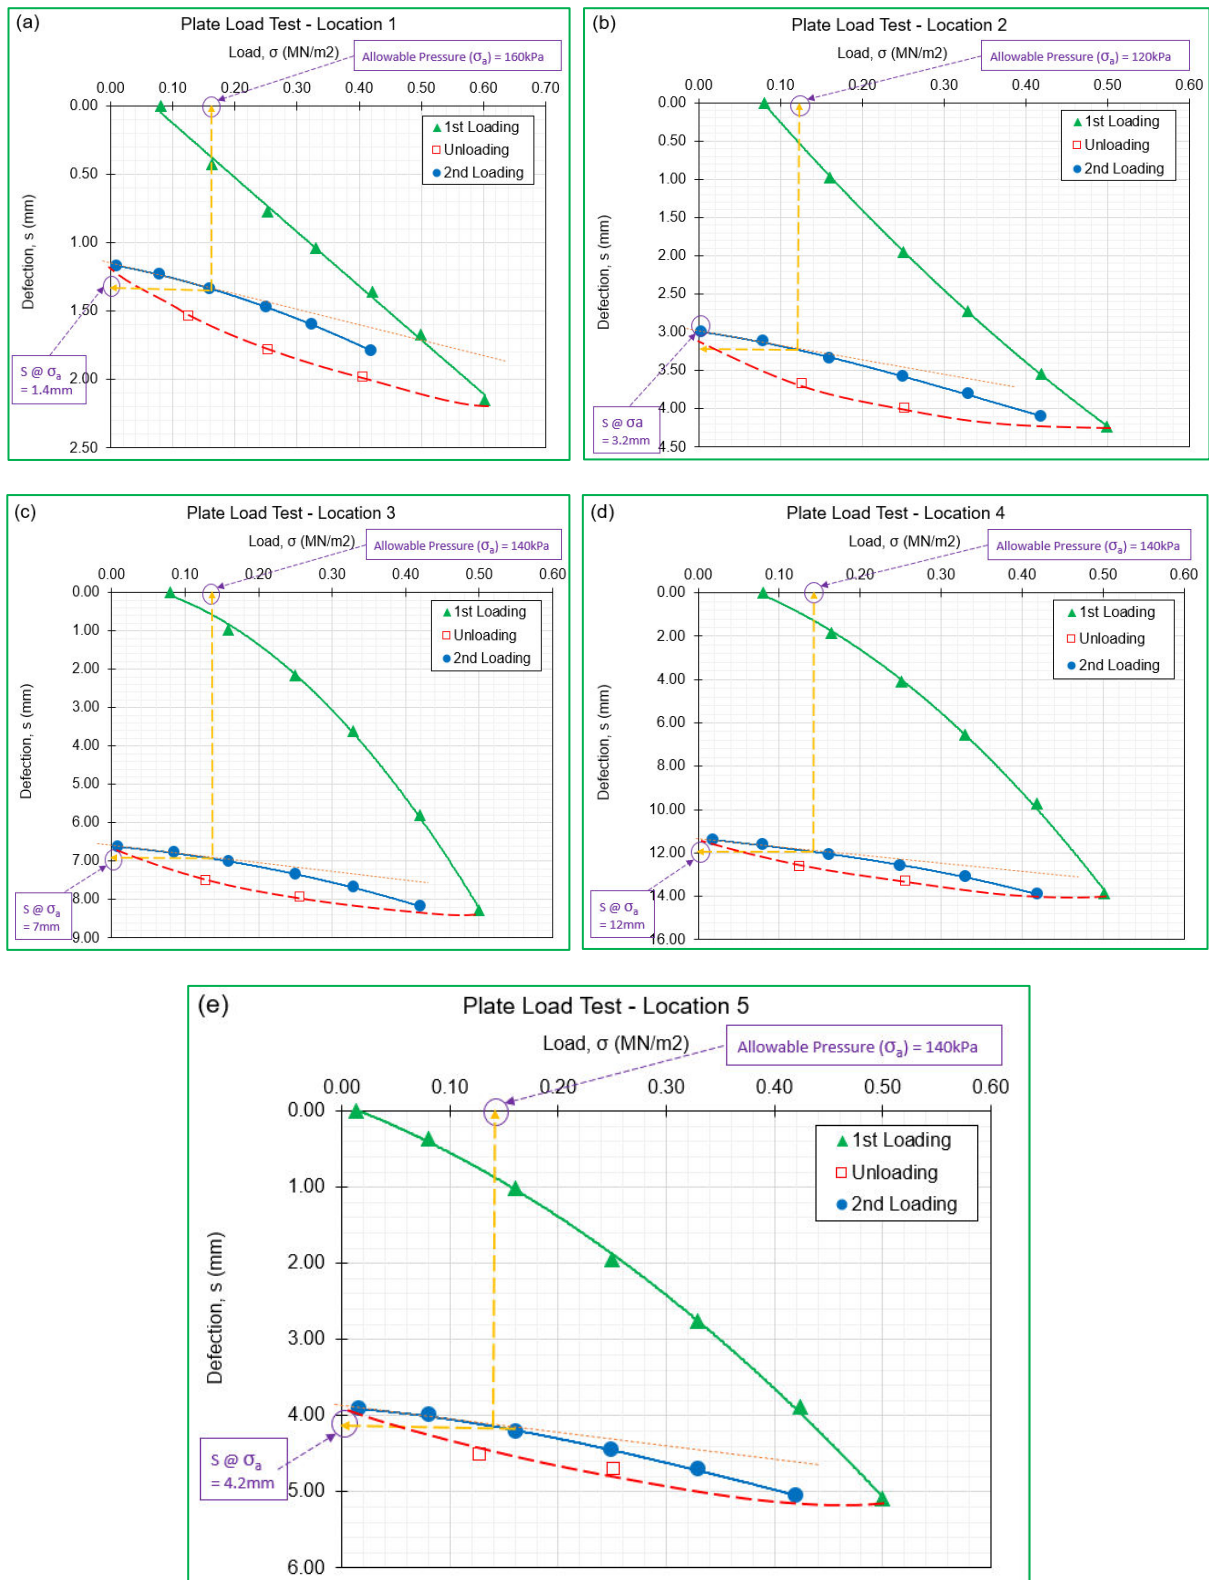 (a)
Plate Load Test - Location 1
Load, σ (MN/m2)
Allowable Pressure (σa) = 160kPa
0.00 0.10 0.20 0.30 0.40 0.50 0.60 0.70
0.00
0.50
1.00
1.50
2.00
2.50
Defection, s (mm)
1st Loading
Unloading
2nd Loading
S @ σa
= 1.4mm
(b)
Plate Load Test - Location 2
Load, σ (MN/m2)
Allowable Pressure (σa) = 120kPa
0.00 0.10 0.20 0.30 0.40 0.50 0.60
0.00
0.50
1.00
1.50
2.00
2.50
3.00
3.50
4.00
4.50
Defection, s (mm)
1st Loading
Unloading
2nd Loading
s @ σa
= 3.2mm
(c)
Plate Load Test - Location 3
Load, σ (MN/m2)
Allowable Pressure (σa) = 140kPa
0.00 0.10 0.20 0.30 0.40 0.50 0.60
0.00
1.00
2.00
3.00
4.00
5.00
6.00
7.00
8.00
9.00
Defection, s (mm)
1st Loading
Unloading
2nd Loading
S @ σa
= 7mm
(d)
Plate Load Test - Location 4
Load, σ (MN/m2)
Allowable Pressure (σa) = 140kPa
0.00 0.10 0.20 0.30 0.40 0.50 0.60
0.00
2.00
4.00
6.00
8.00
10.00
12.00
14.00
16.00
Defection, s (mm)
1st Loading
Unloading
2nd Loading
S @ σa
= 12mm
(e)
Plate Load Test - Location 5
Load, σ (MN/m2)
Allowable Pressure (σa) = 140kPa
0.00 0.10 0.20 0.30 0.40 0.50 0.60
0.00
1.00
2.00
3.00
4.00
5.00
6.00
Defection, s (mm)
1st Loading
Unloading
2nd Loading
S @ σa
= 4.2mm